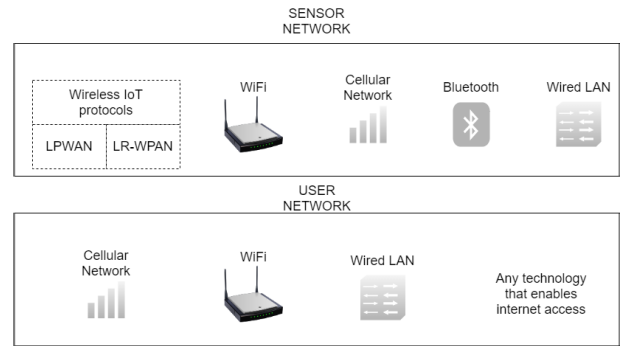 SENSOR
NETWORK
Wireless IoT
protocols
LPWAN
LR-WPAN
WiFi
Cellular
Network
Bluetooth
Wired LAN
USER
NETWORK
Cellular
Network
WiFi
Wired LAN
Any technology
that enables
internet access